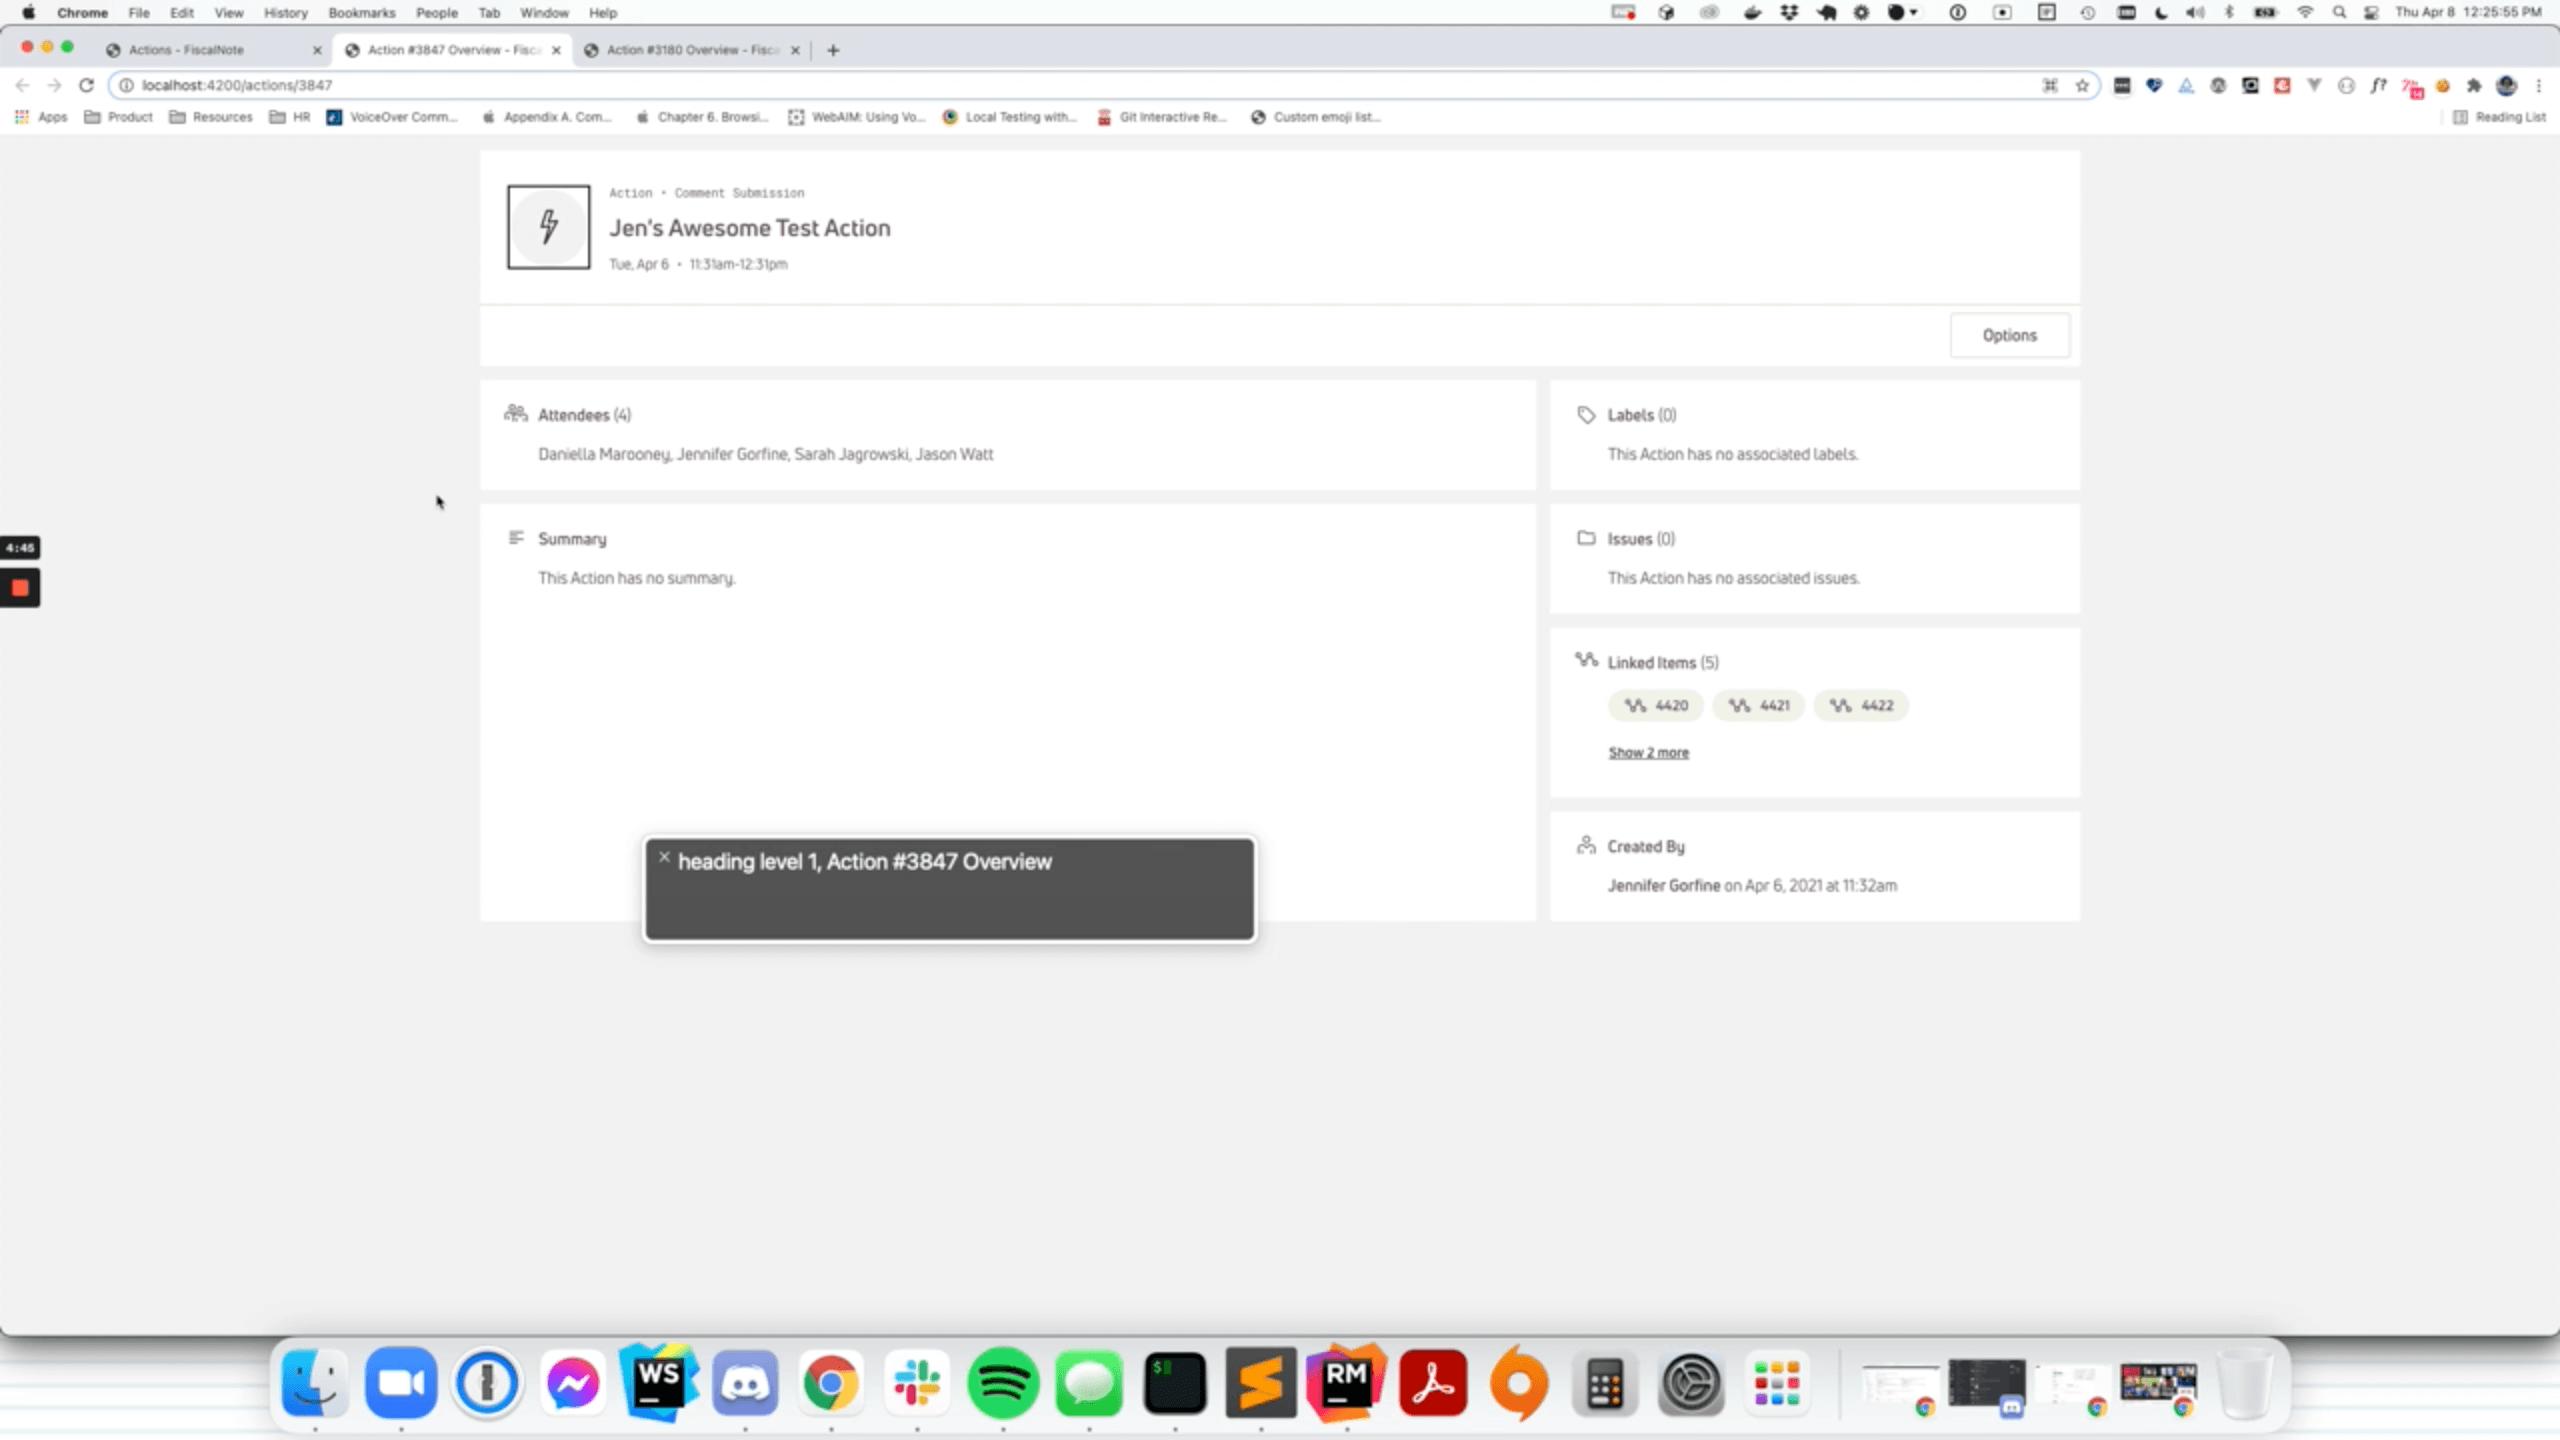 Chrome File Edit View History Bookmarks People Tab Window Help Thu Apr 8 12:25:55 PM
Actions - FiscalNote Action #3847 Overview - Fisc Action #3180 Overview - Fisc
localhost:4200/actions/3847
Apps Product Resources HR VoiceOver Comm... Appendix A. Com... Chapter 6. Browsi... WebAIM: Using Vo... Local Testing with... Git Interactive Re... Custom emoji list... Reading List
Action • Comment Submission
Jen's Awesome Test Action
Tue, Apr 6 • 11:31am-12:31pm
Options
Attendees (4)
Daniella Marooney, Jennifer Gorfine, Sarah Jagrowski, Jason Watt
Labels (0)
This Action has no associated labels.
4:45
Summary
This Action has no summary.
Issues (0)
This Action has no associated issues.
Linked Items (5)
4420 4421 4422
Show 2 more
heading level 1, Action #3847 Overview
Created By
Jennifer Gorfine on Apr 6, 2021 at 11:32am
WS
RM